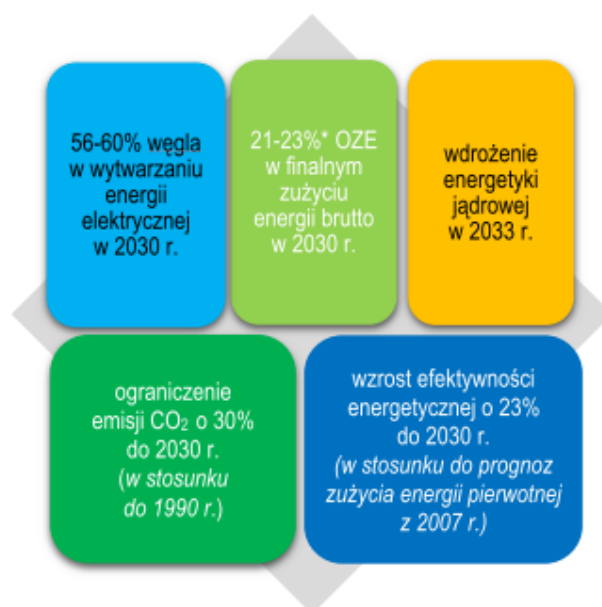 56-60% węgla
w wytwarzaniu
energii
elektrycznej
w 2030 r.
21-23%* OZE
w finalnym
zużyciu
energii brutto
w 2030 r.
wdrożenie
energetyki
jądrowej
w 2033 r.
ograniczenie
emisji CO₂ o 30%
do 2030 r.
(w stosunku
do 1990 r.)
wzrost efektywności
energetycznej o 23%
do 2030 r.
(w stosunku do prognoz
zużycia energii pierwotnej
z 2007 r.)